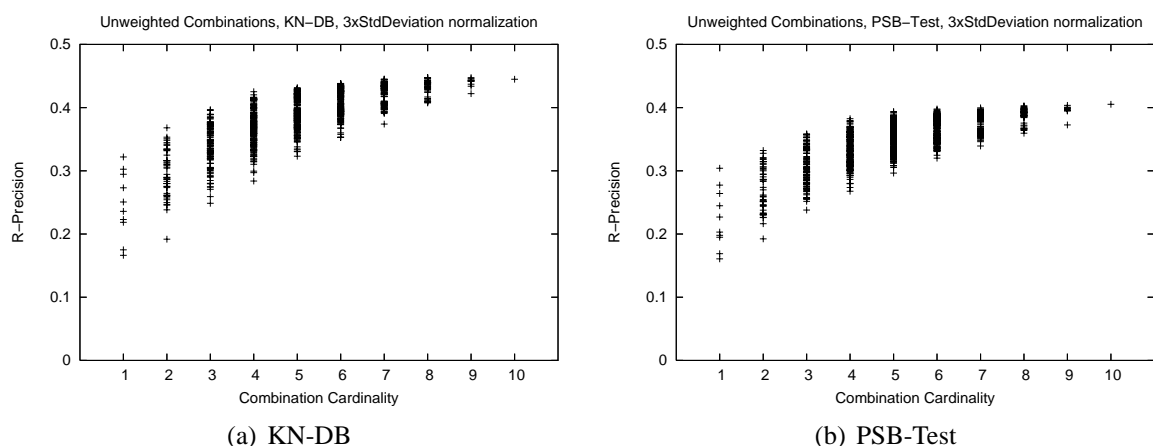 Unweighted Combinations, KN-DB, 3xStdDeviation normalization
R-Precision
0.5
0.4
0.3
0.2
0.1
0
1 2 3 4 5 6 7 8 9 10
Combination Cardinality
(a) KN-DB
Unweighted Combinations, PSB-Test, 3xStdDeviation normalization
R-Precision
0.5
0.4
0.3
0.2
0.1
0
1 2 3 4 5 6 7 8 9 10
Combination Cardinality
(b) PSB-Test